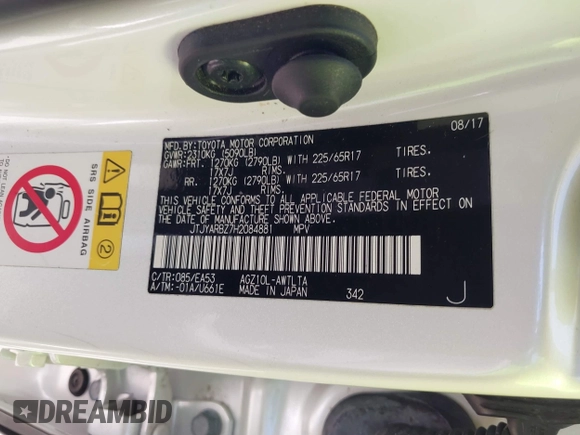 08/17
MFD.BY:TOYOTA MOTOR CORPORATION
GVWR:2310KG (5090LB)
GAWR:FRT. 1270KG (2790LB) WITH 225/65R17 TIRES.
17X7J RIMS.
RR. 1270KG (2790LB) WITH 225/65R17 TIRES.
17X7J RIMS.
THIS VEHICLE CONFORMS TO ALL APPLICABLE FEDERAL MOTOR
VEHICLE SAFETY AND THEFT PREVENTION STANDARDS IN EFFECT ON
THE DATE OF MANUFACTURE SHOWN ABOVE.
JTJYARBZ7H2084881 MPV
C/TR:085/EA53 AGZ10L-AWTLTA
A/TM:-01A/U661E MADE IN JAPAN 342 J
SRS SIDE AIRBAG
2
DREAMBID